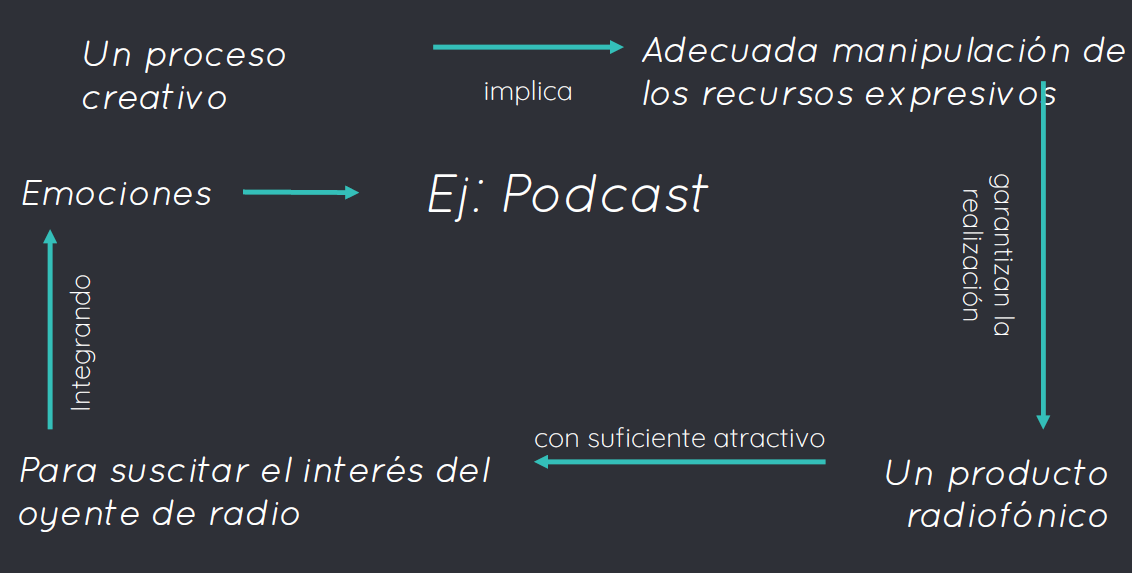 Un proceso
creativo
implica
Adecuada manipulación de
los recursos expresivos
garantizan la
realización
Un producto
radiofónico
con suficiente atractivo
Para suscitar el interés del
oyente de radio
Integrando
Emociones
Ej: Podcast